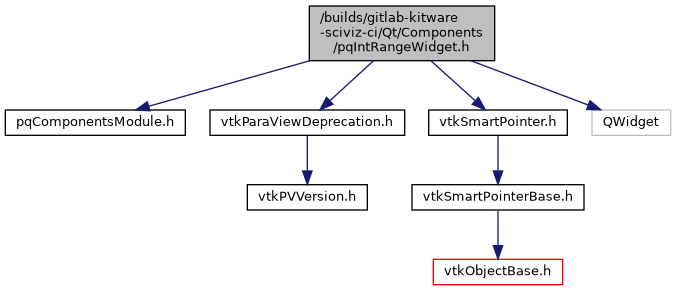 /builds/gitlab-kitware
-sciviz-ci/Qt/Components
/pqIntRangeWidget.h
pqComponentsModule.h
vtkParaViewDeprecation.h
vtkSmartPointer.h
QWidget
vtkPVVersion.h
vtkSmartPointerBase.h
vtkObjectBase.h